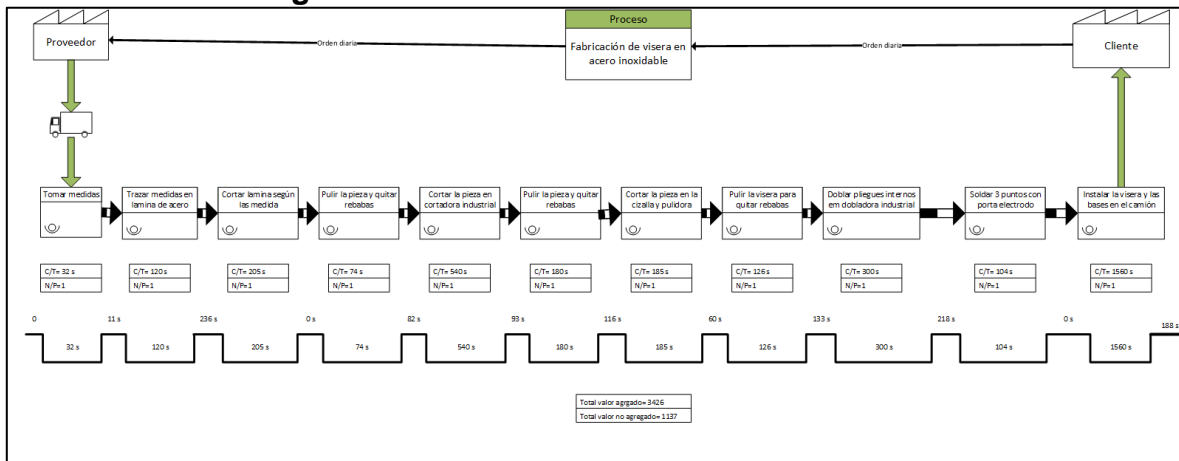 Proceso
Proveedor
Orden diaria
Fabricación de visera en
acero inoxidable
Orden diaria
Cliente
Tomar medidas
Trazar medidas en
lamina de acero
Cortar lamina según
las medida
Pulir la pieza y quitar
rebabas
Cortar la pieza en
cortadora industrial
Pulir la pieza y quitar
rebabas
Cortar la pieza en la
cizalla y pulidora
Pulir la visera para
quitar rebabas
Doblar pliegues internos
em dobladora industrial
Soldar 3 puntos con
porta electrodo
Instalar la visera y las
bases en el camión
C/T= 32 s
N/P=1
C/T= 120 s
N/P=1
C/T= 205 s
N/P=1
C/T= 74 s
N/P=1
C/T= 540 s
N/P=1
C/T= 180 s
N/P=1
C/T= 185 s
N/P=1
C/T= 126 s
N/P=1
C/T= 300 s
N/P=1
C/T= 104 s
N/P=1
C/T= 1560 s
N/P=1
0
11 s
236 s
0 s
82 s
93 s
116 s
60 s
133 s
218 s
0 s
188 s
32 s
120 s
205 s
74 s
540 s
180 s
185 s
126 s
300 s
104 s
1560 s
Total valor agrgado= 3426
Total valor no agregado= 1137